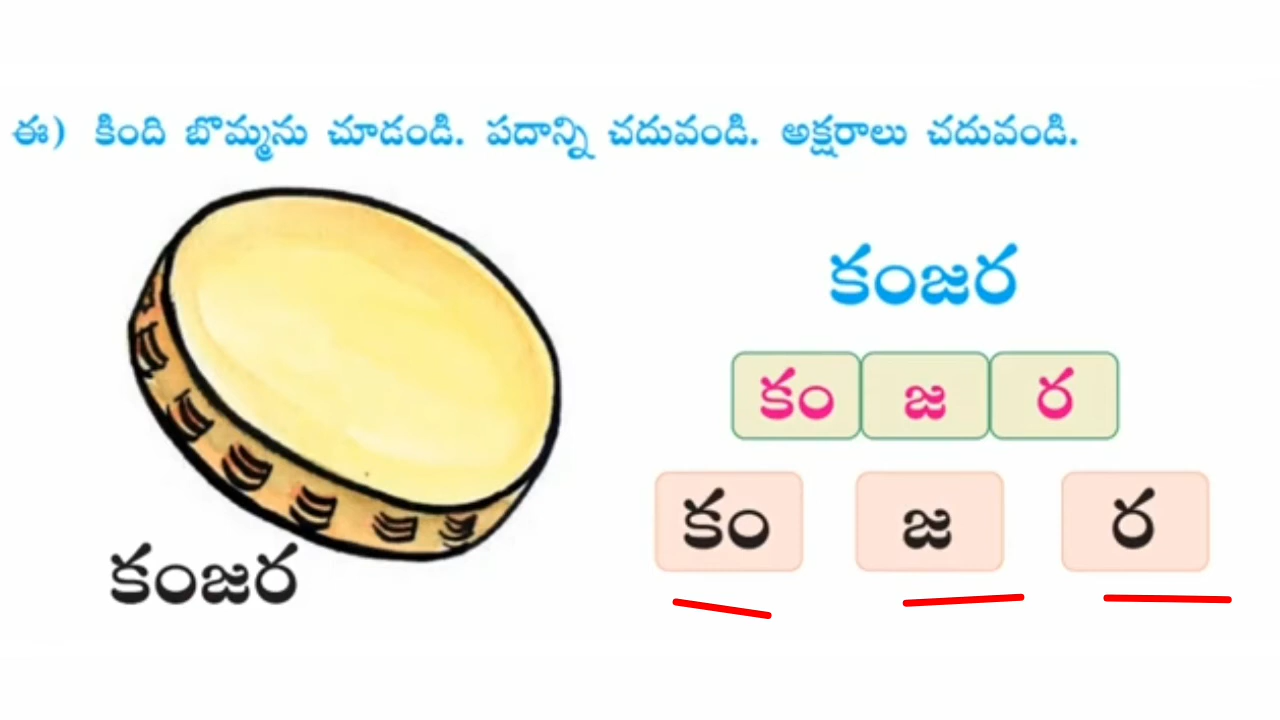 ఈ) కింది బొమ్మను చూడండి. పదాన్ని చదువండి. అక్షరాలు చదువండి.
కంజర
కం జ ర
కం జ ర
కంజర